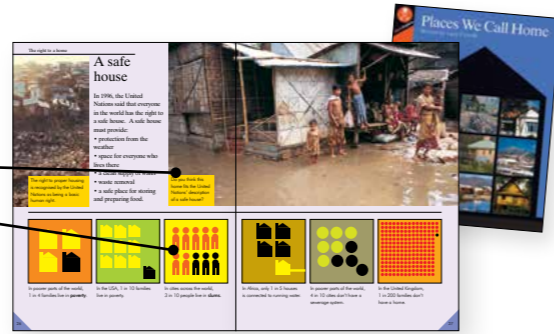 Places We Call Home
The right to a home
A safe
house
In 1996, the United
Nations said that everyone
in the world has the right to
a safe house. A safe house
must provide:
• protection from the
weather
• space for everyone who
lives there
• a clean supply of water
• waste removal
• a safe place for storing
and preparing food.
The right to proper housing
is recognised by the United
Nations as being a basic
human right.
Do you think this
home fits the United
Nations' description
of a safe house?
In poorer parts of the world,
1 in 4 families live in poverty.
In the USA, 1 in 10 families
live in poverty.
In cities across the world,
3 in 10 people live in slums.
In Africa, only 1 in 5 houses
is connected to running water.
In poorer parts of the world,
4 in 10 homes don't have a
sewerage system.
In the United Kingdom,
1 in 200 families don't
have a home.